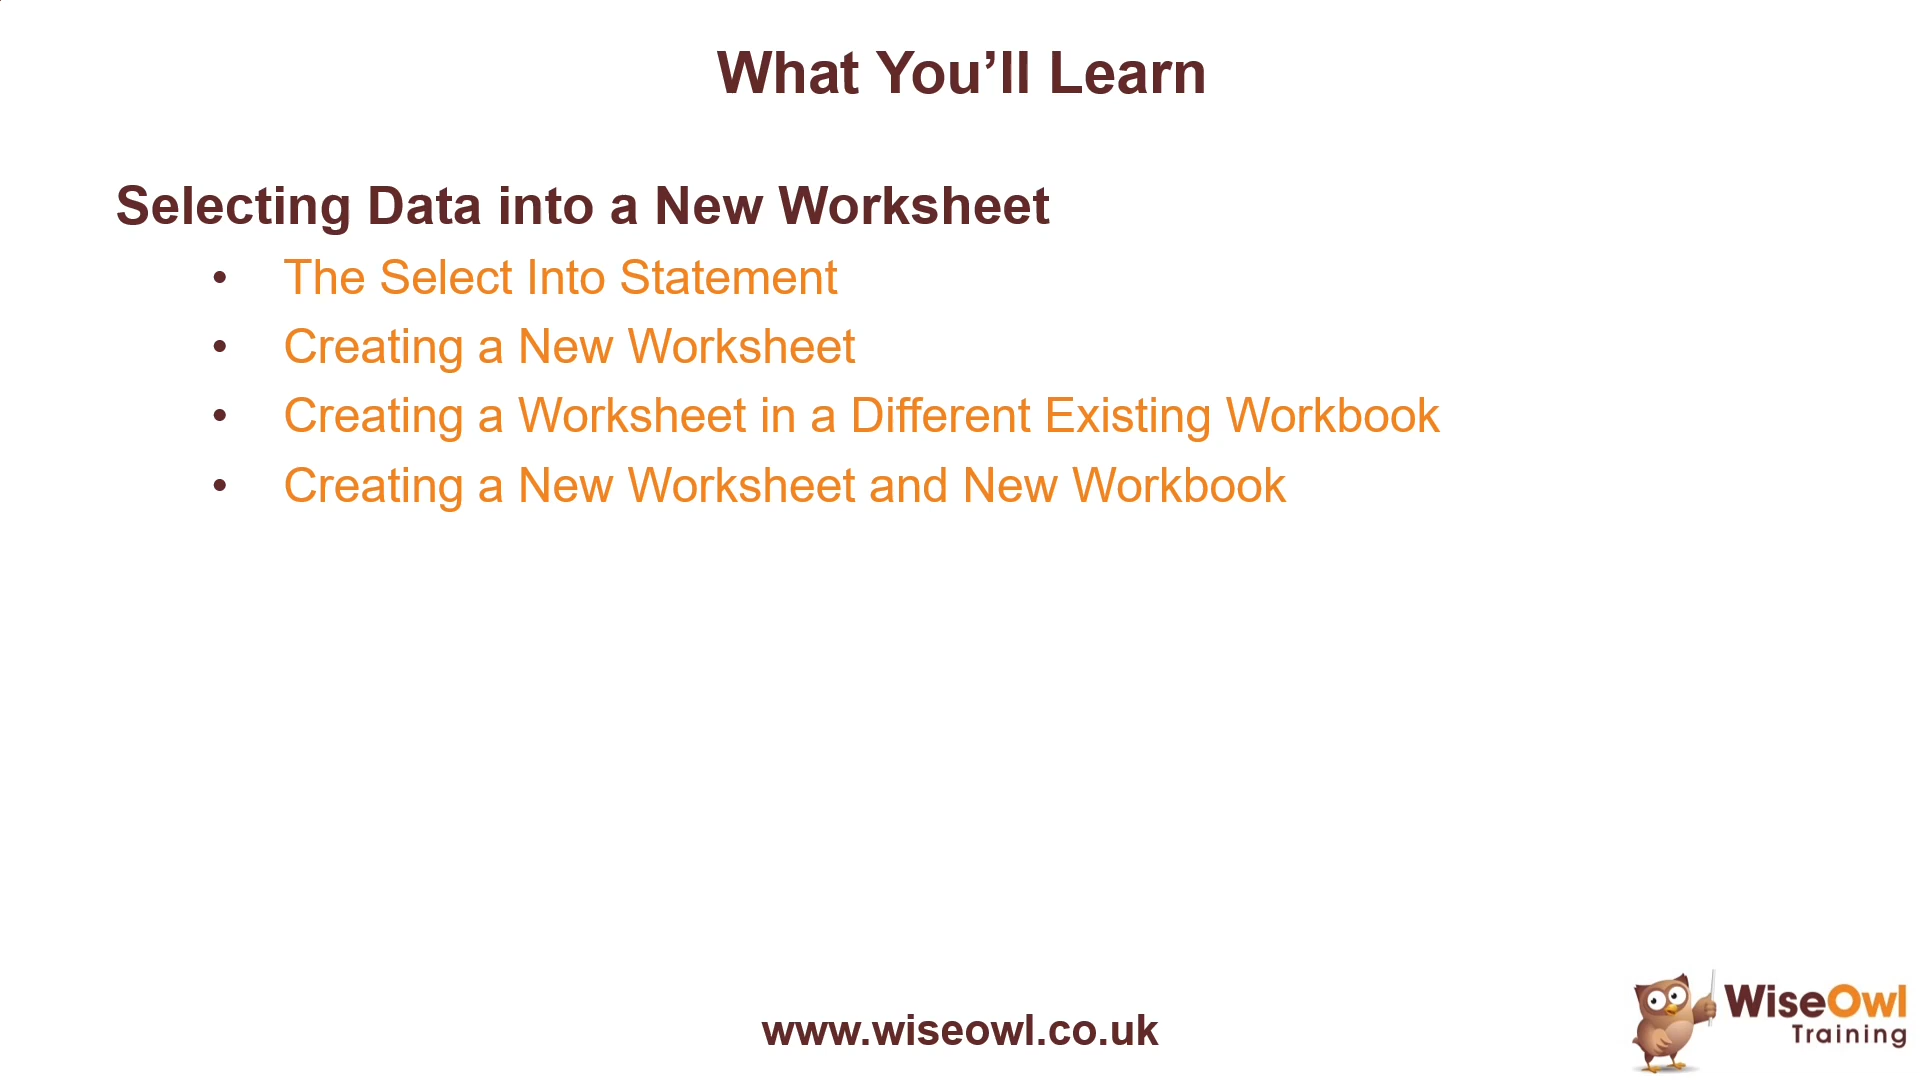 What You’ll Learn
Selecting Data into a New Worksheet
• The Select Into Statement
• Creating a New Worksheet
• Creating a Worksheet in a Different Existing Workbook
• Creating a New Worksheet and New Workbook
www.wiseowl.co.uk
WiseOwl
Training